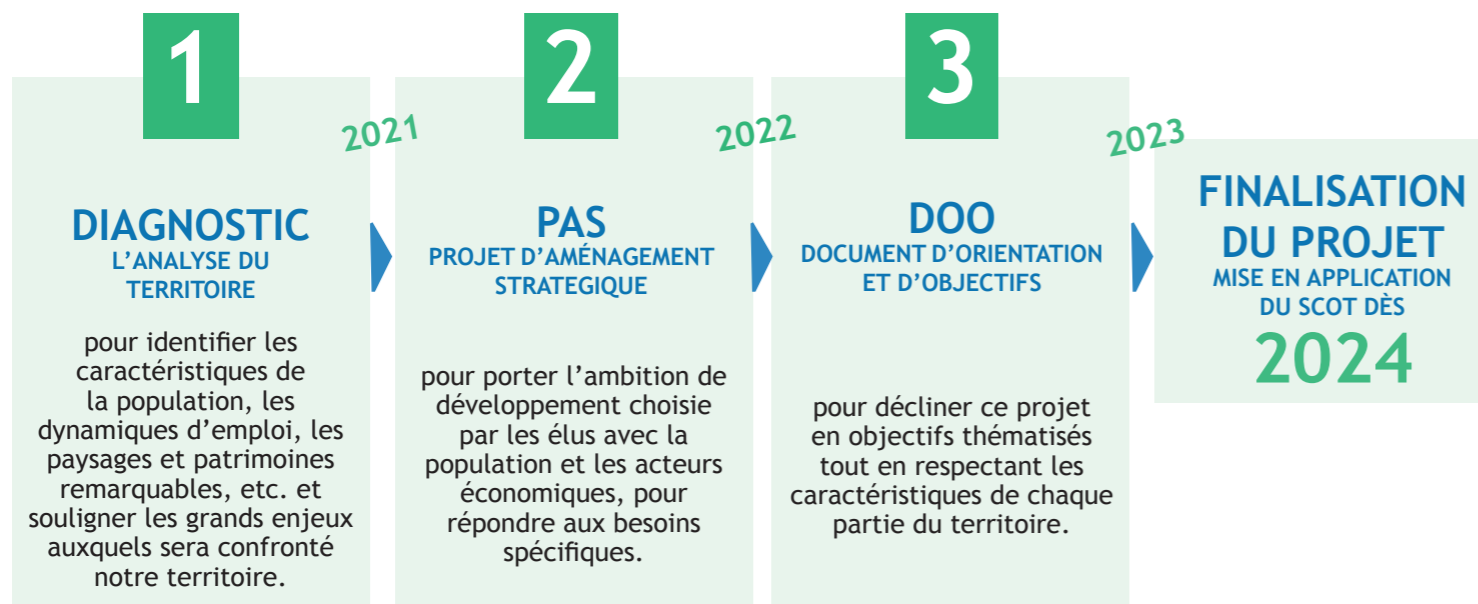 1
DIAGNOSTIC
L'ANALYSE DU
TERRITOIRE
pour identifier les
caractéristiques de
la population, les
dynamiques d'emploi, les
paysages et patrimoines
remarquables, etc. et
souligner les grands enjeux
auxquels sera confronté
notre territoire.
2021
2
PAS
PROJET D'AMÉNAGEMENT
STRATEGIQUE
pour porter l'ambition de
développement choisie
par les élus avec la
population et les acteurs
économiques, pour
répondre aux besoins
spécifiques.
2022
3
DOO
DOCUMENT D'ORIENTATION
ET D'OBJECTIFS
pour décliner ce projet
en objectifs thématisés
tout en respectant les
caractéristiques de chaque
partie du territoire.
2023
FINALISATION
DU PROJET
MISE EN APPLICATION
DU SCOT DÈS
2024